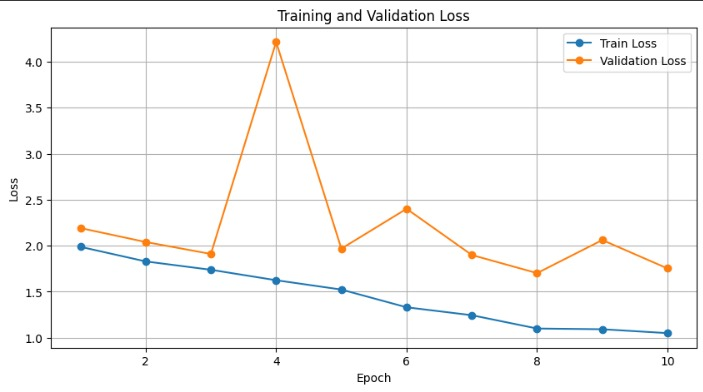 Training and Validation Loss
Train Loss
Validation Loss
4.0
3.5
3.0
2.5
2.0
1.5
1.0
Loss
2 4 6 8 10
Epoch